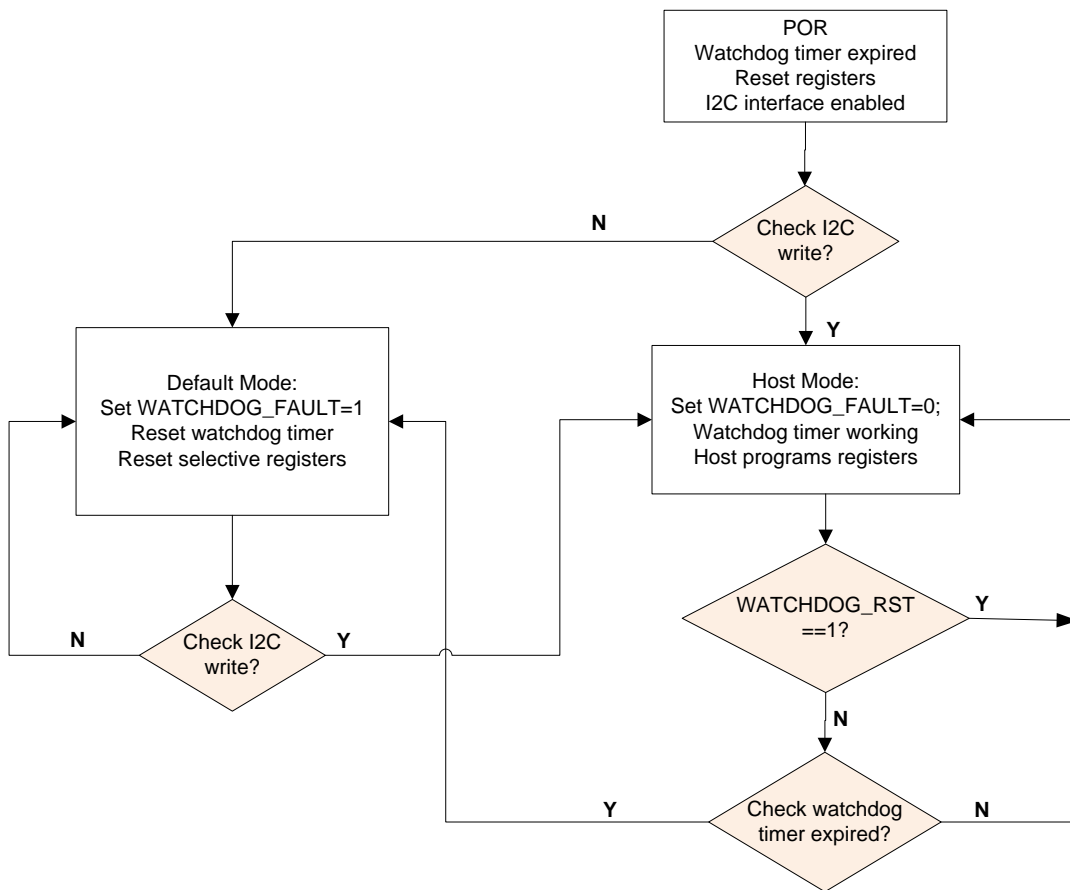 POR
Watchdog timer expired
Reset registers
I2C interface enabled
Check I2C
write?
N
Y
Default Mode:
Set WATCHDOG_FAULT=1
Reset watchdog timer
Reset selective registers
Host Mode:
Set WATCHDOG_FAULT=0;
Watchdog timer working
Host programs registers
Check I2C
write?
N
Y
WATCHDOG_RST
==1?
Y
N
Check watchdog
timer expired?
Y
N